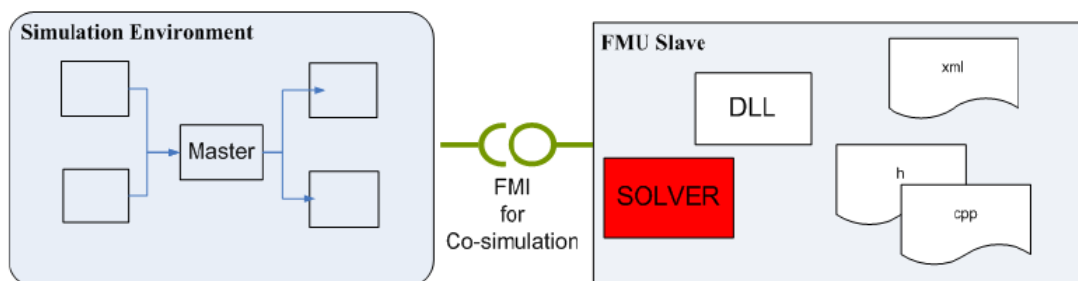 Simulation Environment
Master
FMI
for
Co-simulation
FMU Slave
DLL
SOLVER
xml
h
cpp